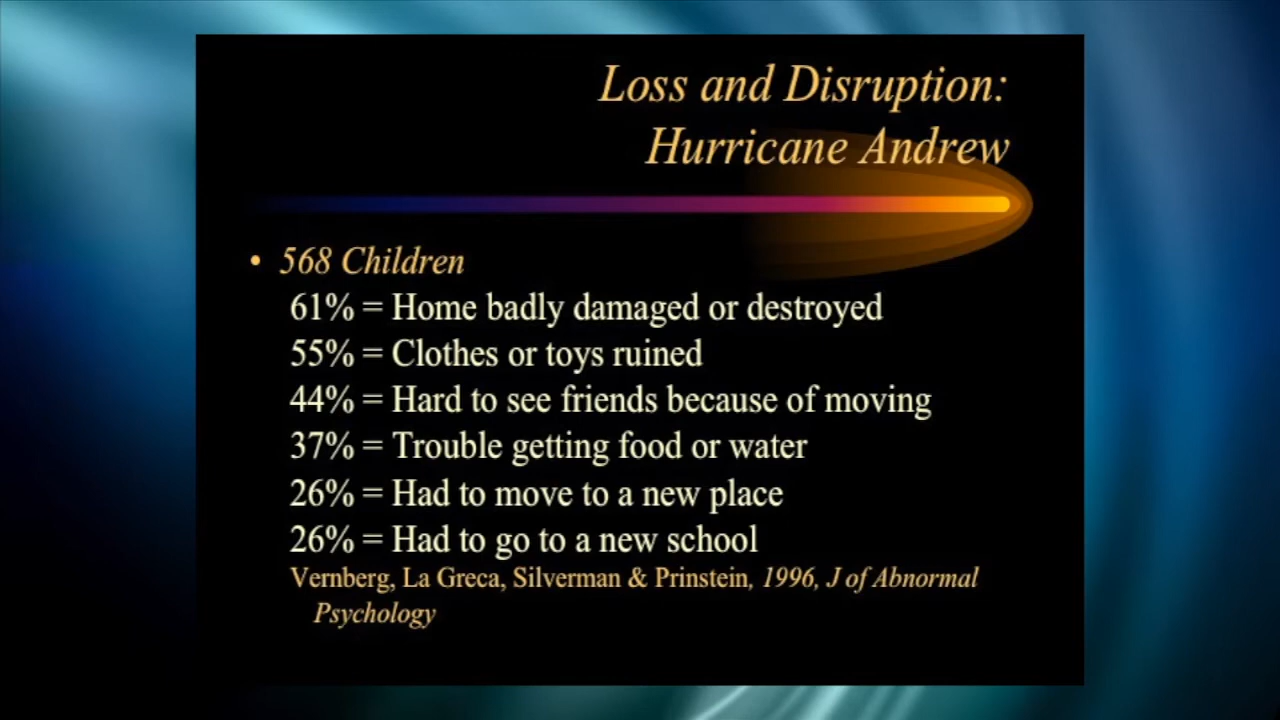 Loss and Disruption:
Hurricane Andrew
• 568 Children
61% = Home badly damaged or destroyed
55% = Clothes or toys ruined
44% = Hard to see friends because of moving
37% = Trouble getting food or water
26% = Had to move to a new place
26% = Had to go to a new school
Vernberg, La Greca, Silverman & Prinstein, 1996, J of Abnormal
Psychology